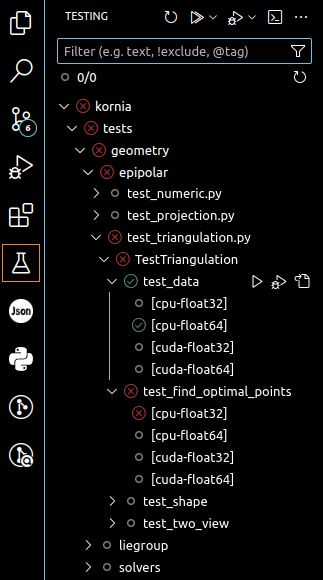 TESTING
Filter (e.g. text, !exclude, @tag)
0/0
kornia
6
tests
geometry
epipolar
test_numeric.py
test_projection.py
test_triangulation.py
TestTriangulation
test_data
[cpu-float32]
Json
[cpu-float64]
[cuda-float32]
[cuda-float64]
test_find_optimal_points
[cpu-float32]
[cpu-float64]
[cuda-float32]
[cuda-float64]
test_shape
test_two_view
liegroup
solvers